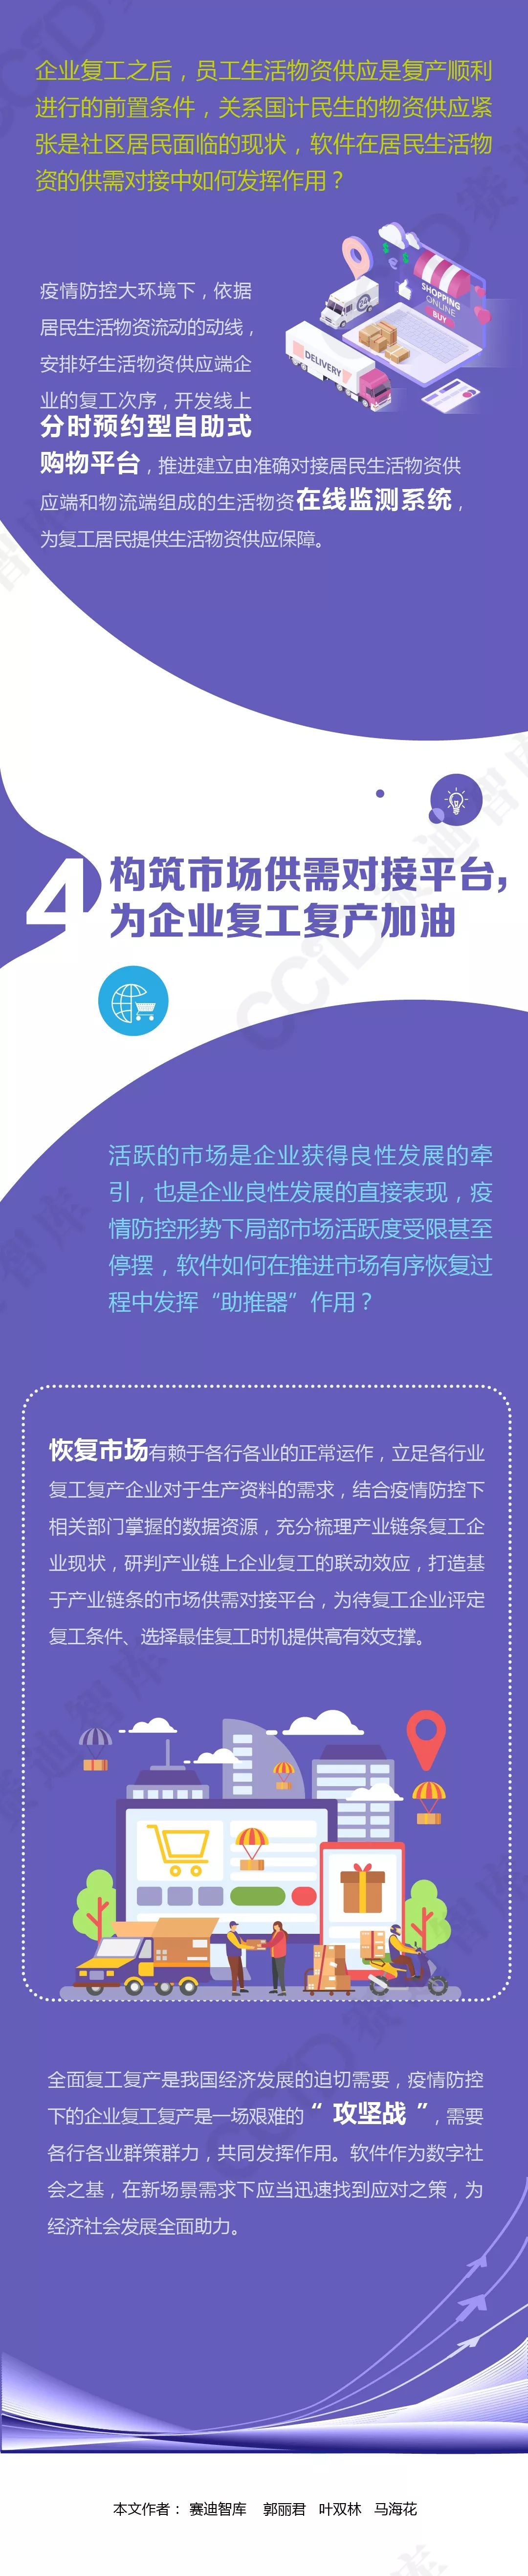 企业复工之后，员工生活物资供应是复产顺利
进行的前置条件，关系国计民生的物资供应紧
张是社区居民面临的现状，软件在居民生活物
资的供需对接中如何发挥作用？
疫情防控大环境下，依据
居民生活物资流动的动线，
安排好生活物资供应端企
业的复工次序，开发线上
分时预约型自助式
购物平台，推进建立由准确对接居民生活物资供
应端和物流端组成的生活物资在线监测系统，
为复工居民提供生活物资供应保障。
SHOPPING
ONLINE
BUY
DELIVERY
4
构筑市场供需对接平台，
为企业复工复产加油
活跃的市场是企业获得良性发展的牵
引，也是企业良性发展的直接表现，疫
情防控形势下局部市场活跃度受限甚至
停摆，软件如何在推进市场有序恢复过
程中发挥“助推器”作用？
恢复市场有赖于各行各业的正常运作，立足各行业
复工复产企业对于生产资料的需求，结合疫情防控下
相关部门掌握的数据资源，充分梳理产业链条复工企
业现状，研判产业链上企业复工的联动效应，打造基
于产业链条的市场供需对接平台，为待复工企业评定
复工条件、选择最佳复工时机提供高有效支撑。
全面复工复产是我国经济发展的迫切需要，疫情防控
下的企业复工复产是一场艰难的“攻坚战”，需要
各行各业群策群力，共同发挥作用。软件作为数字社
会之基，在新场景需求下应当迅速找到应对之策，为
经济社会发展全面助力。
本文作者：赛迪智库 郭丽君 叶双林 马海花
CCiD赛迪智库